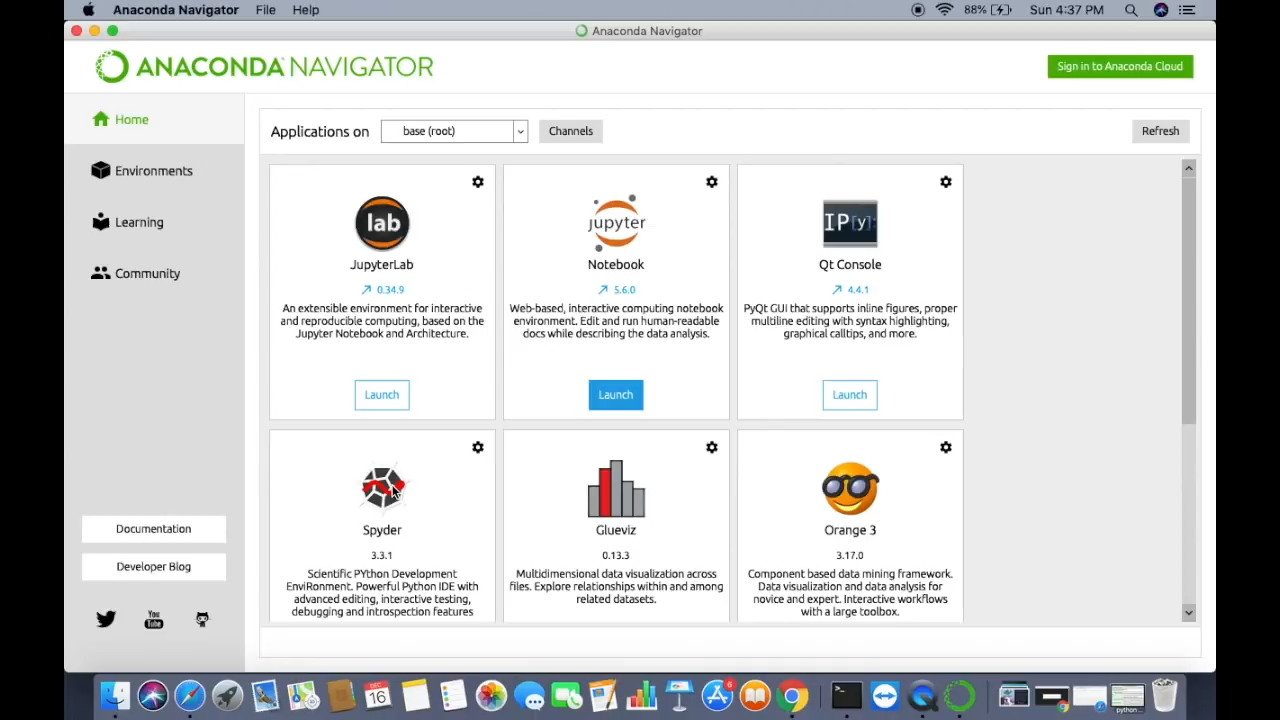 Anaconda Navigator File Help
88% Sun 4:37 PM
Anaconda Navigator
ANACONDA NAVIGATOR
Sign in to Anaconda Cloud
Home
Environments
Learning
Community
Documentation
Developer Blog
You
Tube
Applications on base (root) Channels Refresh
lab
JupyterLab
0.34.9
An extensible environment for interactive
and reproducible computing, based on the
Jupyter Notebook and Architecture.
Launch
jupyter
Notebook
5.6.0
Web-based, interactive computing notebook
environment. Edit and run human-readable
docs while describing the data analysis.
Launch
IP[y]:
Qt Console
4.4.1
PyQt GUI that supports inline figures, proper
multiline editing with syntax highlighting,
graphical calltips, and more.
Launch
Spyder
3.3.1
Scientific PYthon Development
EnviRonment. Powerful Python IDE with
advanced editing, interactive testing,
debugging and introspection features
Glueviz
0.13.3
Multidimensional data visualization across
files. Explore relationships within and among
related datasets.
Orange 3
3.17.0
Component based data mining framework.
Data visualization and data analysis for
novice and expert. Interactive workflows
with a large toolbox.
DEC
16
6
python...